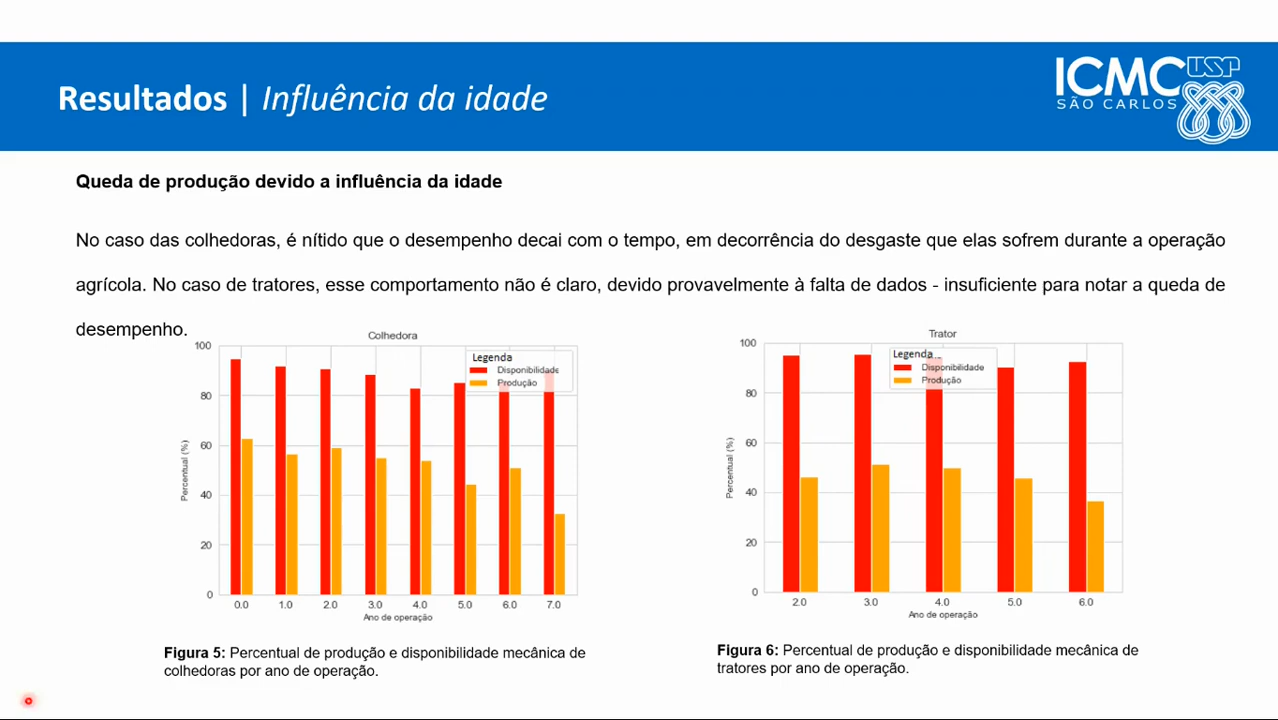 Resultados | Influência da idade
ICMC USP
SÃO CARLOS
Queda de produção devido a influência da idade
No caso das colhedoras, é nítido que o desempenho decai com o tempo, em decorrência do desgaste que elas sofrem durante a operação
agrícola. No caso de tratores, esse comportamento não é claro, devido provavelmente à falta de dados - insuficiente para notar a queda de
desempenho.
Colhedora
Legenda
Disponibilidade
Produção
Percentual (%)
100
80
60
40
20
0
0.0 1.0 2.0 3.0 4.0 5.0 6.0 7.0
Ano de operação
Figura 5: Percentual de produção e disponibilidade mecânica de
colhedoras por ano de operação.
Trator
Legenda
Disponibilidade
Produção
Percentual (%)
100
80
60
40
20
0
2.0 3.0 4.0 5.0 6.0
Ano de operação
Figura 6: Percentual de produção e disponibilidade mecânica de
tratores por ano de operação.